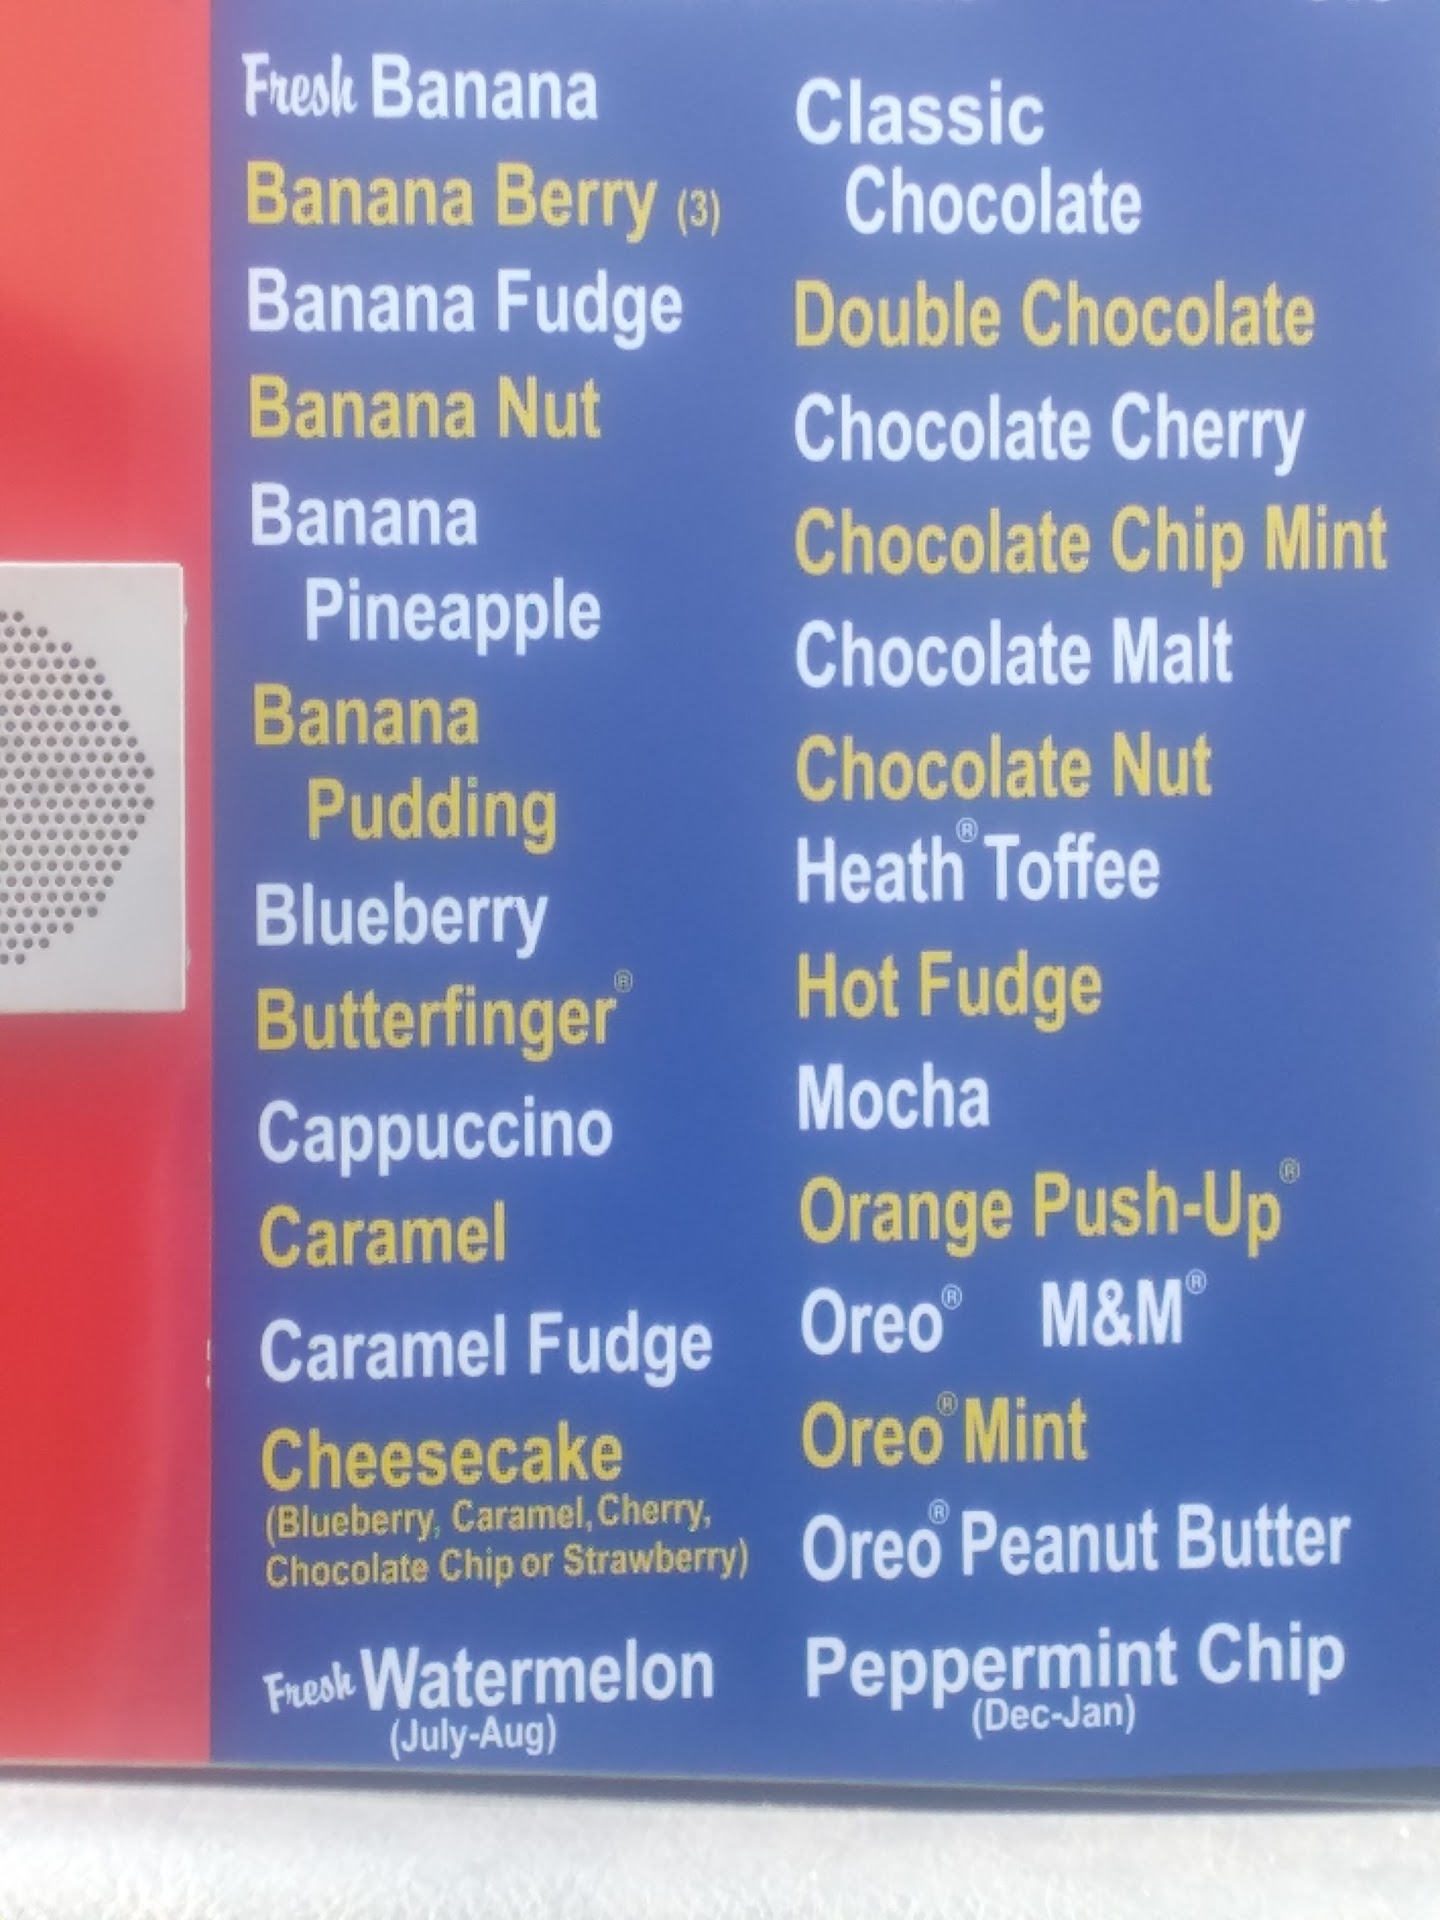 Fresh Banana
Banana Berry (3)
Banana Fudge
Banana Nut
Banana
Pineapple
Banana
Pudding
Blueberry
Butterfinger®
Cappuccino
Caramel
Caramel Fudge
Cheesecake
(Blueberry, Caramel, Cherry,
Chocolate Chip or Strawberry)
Fresh Watermelon
(July-Aug)
Classic
Chocolate
Double Chocolate
Chocolate Cherry
Chocolate Chip Mint
Chocolate Malt
Chocolate Nut
Heath® Toffee
Hot Fudge
Mocha
Orange Push-Up®
Oreo® M&M®
Oreo® Mint
Oreo® Peanut Butter
Peppermint Chip
(Dec-Jan)